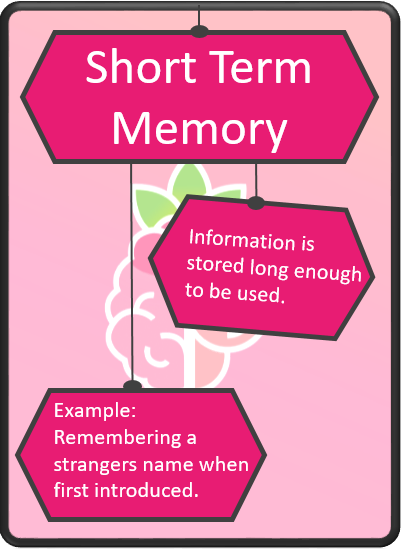 Short Term
Memory
Information is
stored long enough
to be used.
Example:
Remembering a
strangers name when
first introduced.